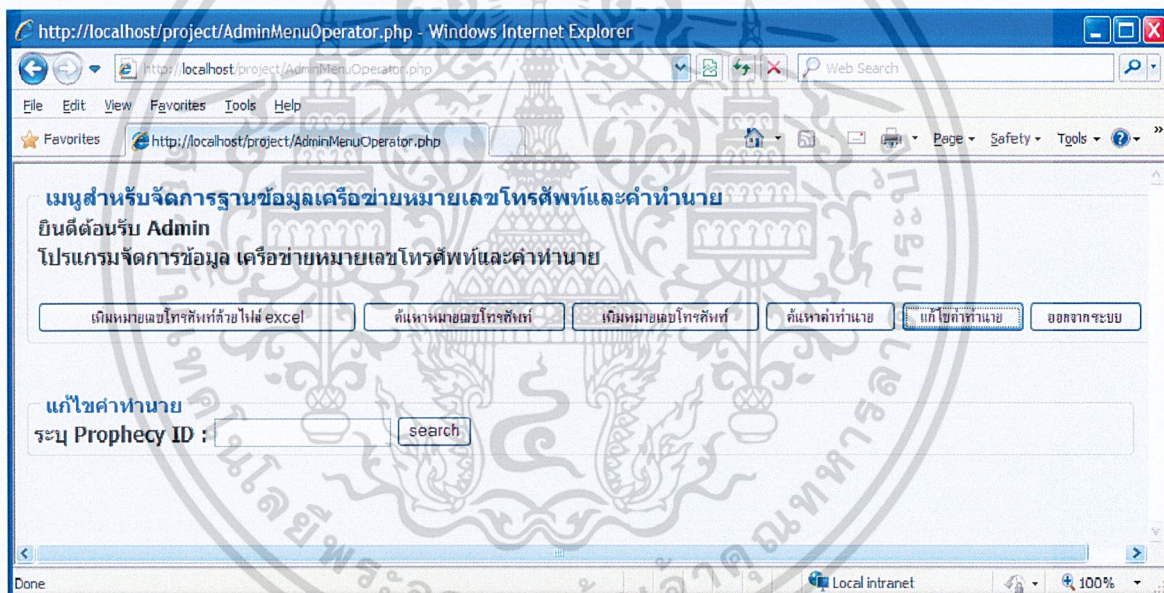 http://localhost/project/AdminMenuOperator.php - Windows Internet Explorer
http://localhost/project/AdminMenuOperator.php Web Search
File Edit View Favorites Tools Help
Favorites http://localhost/project/AdminMenuOperator.php Page Safety Tools
เมนูสำหรับจัดการฐานข้อมูลเครือข่ายหมายเลขโทรศัพท์และคำทำนาย
ยินดีต้อนรับ Admin
โปรแกรมจัดการข้อมูล เครือข่ายหมายเลขโทรศัพท์และคำทำนาย
เพิ่มหมายเลขโทรศัพท์ด้วยไฟล์ excel ค้นหาหมายเลขโทรศัพท์ เพิ่มหมายเลขโทรศัพท์ ค้นหาคำทำนาย แก้ไขคำทำนาย ออกจากระบบ
แก้ไขคำทำนาย
ระบุ Prophecy ID : search
Done Local intranet 100%